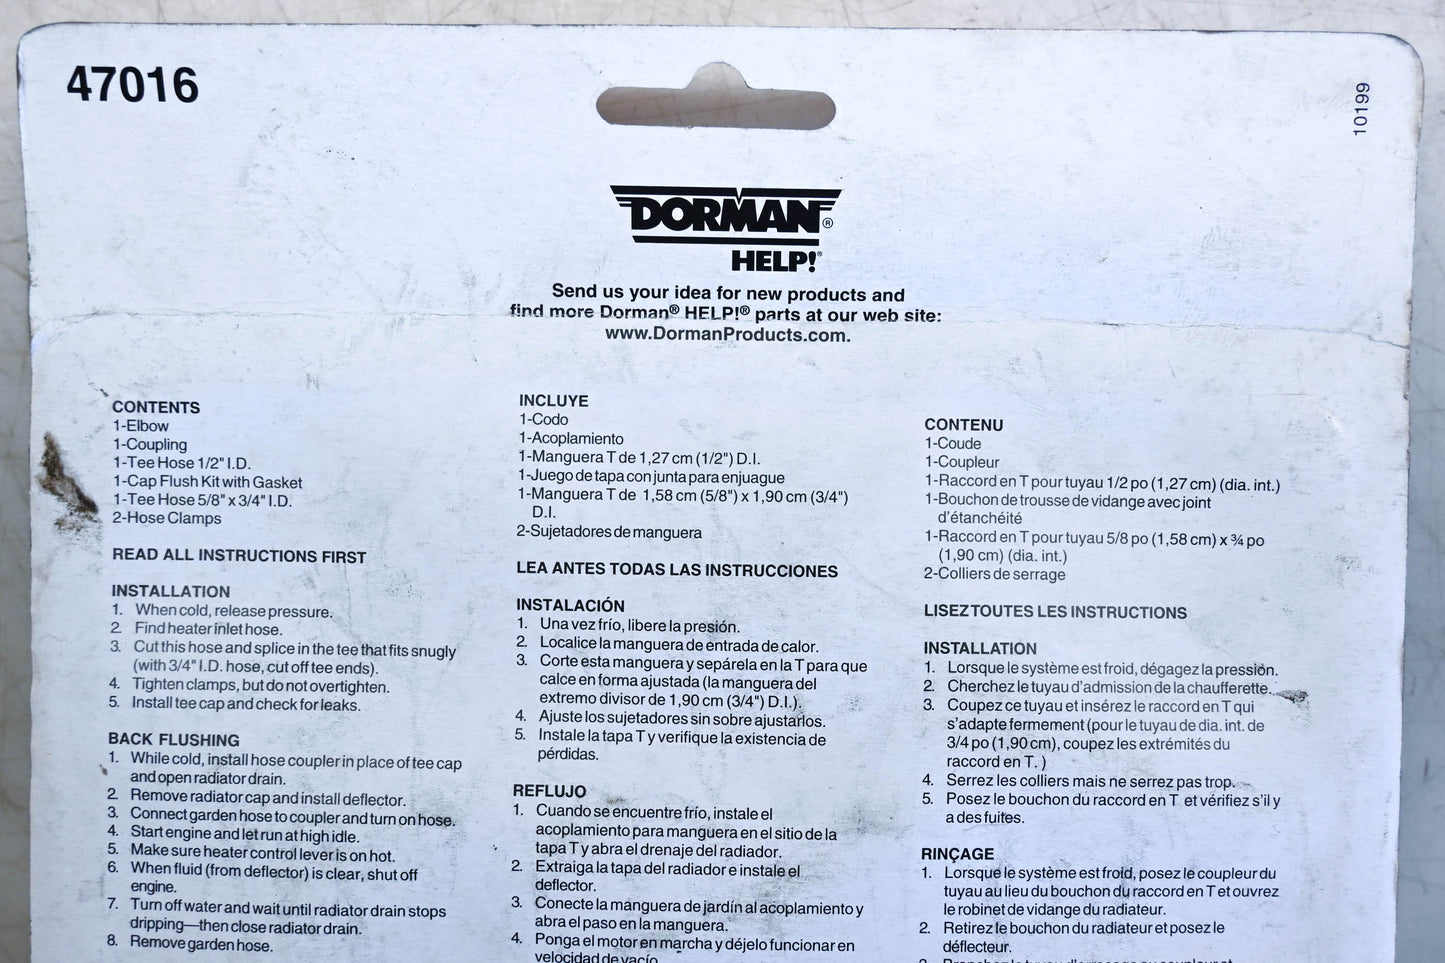 47016
10199
DORMAN®
HELP!®
Send us your idea for new products and
find more Dorman® HELP!® parts at our web site:
www.DormanProducts.com.
CONTENTS
1-Elbow
1-Coupling
1-Tee Hose 1/2" I.D.
1-Cap Flush Kit with Gasket
1-Tee Hose 5/8" x 3/4" I.D.
2-Hose Clamps
READ ALL INSTRUCTIONS FIRST
INSTALLATION
1. When cold, release pressure.
2. Find heater inlet hose.
3. Cut this hose and splice in the tee that fits snugly
(with 3/4" I.D. hose, cut off tee ends).
4. Tighten clamps, but do not overtighten.
5. Install tee cap and check for leaks.
BACK FLUSHING
1. While cold, install hose coupler in place of tee cap
and open radiator drain.
2. Remove radiator cap and install deflector.
3. Connect garden hose to coupler and turn on hose.
4. Start engine and let run at high idle.
5. Make sure heater control lever is on hot.
6. When fluid (from deflector) is clear, shut off
engine.
7. Turn off water and wait until radiator drain stops
dripping—then close radiator drain.
8. Remove garden hose.
INCLUYE
1-Codo
1-Acoplamiento
1-Manguera T de 1,27 cm (1/2") D.I.
1-Juego de tapa con junta para enjuague
1-Manguera T de 1,58 cm (5/8") x 1,90 cm (3/4")
D.I.
2-Sujetadores de manguera
LEA ANTES TODAS LAS INSTRUCCIONES
INSTALACIÓN
1. Una vez frío, libere la presión.
2. Localice la manguera de entrada de calor.
3. Corte esta manguera y sepárela en la T para que
calce en forma ajustada (la manguera del
extremo divisor de 1,90 cm (3/4") D.I.).
4. Ajuste los sujetadores sin sobre ajustarlos.
5. Instale la tapa T y verifique la existencia de
pérdidas.
REFLUJO
1. Cuando se encuentre frío, instale el
acoplamiento para manguera en el sitio de la
tapa T y abra el drenaje del radiador.
2. Extraiga la tapa del radiador e instale el
deflector.
3. Conecte la manguera de jardín al acoplamiento y
abra el paso en la manguera.
4. Ponga el motor en marcha y déjelo funcionar en
velocidad de vacío.
CONTENU
1-Coude
1-Coupleur
1-Raccord en T pour tuyau 1/2 po (1,27 cm) (dia. int.)
1-Bouchon de trousse de vidange avec joint
d'étanchéité
1-Raccord en T pour tuyau 5/8 po (1,58 cm) x ¾ po
(1,90 cm) (dia. int.)
2-Colliers de serrage
LISEZ TOUTES LES INSTRUCTIONS
INSTALLATION
1. Lorsque le système est froid, dégagez la pression.
2. Cherchez le tuyau d'admission de la chaufferette.
3. Coupez ce tuyau et insérez le raccord en T qui
s'adapte fermement (pour le tuyau de dia. int. de
3/4 po (1,90 cm), coupez les extrémités du
raccord en T. )
4. Serrez les colliers mais ne serrez pas trop.
5. Posez le bouchon du raccord en T et vérifiez s'il y
a des fuites.
RINÇAGE
1. Lorsque le système est froid, posez le coupleur du
tuyau au lieu du bouchon du raccord en T et ouvrez
le robinet de vidange du radiateur.
2. Retirez le bouchon du radiateur et posez le
déflecteur.